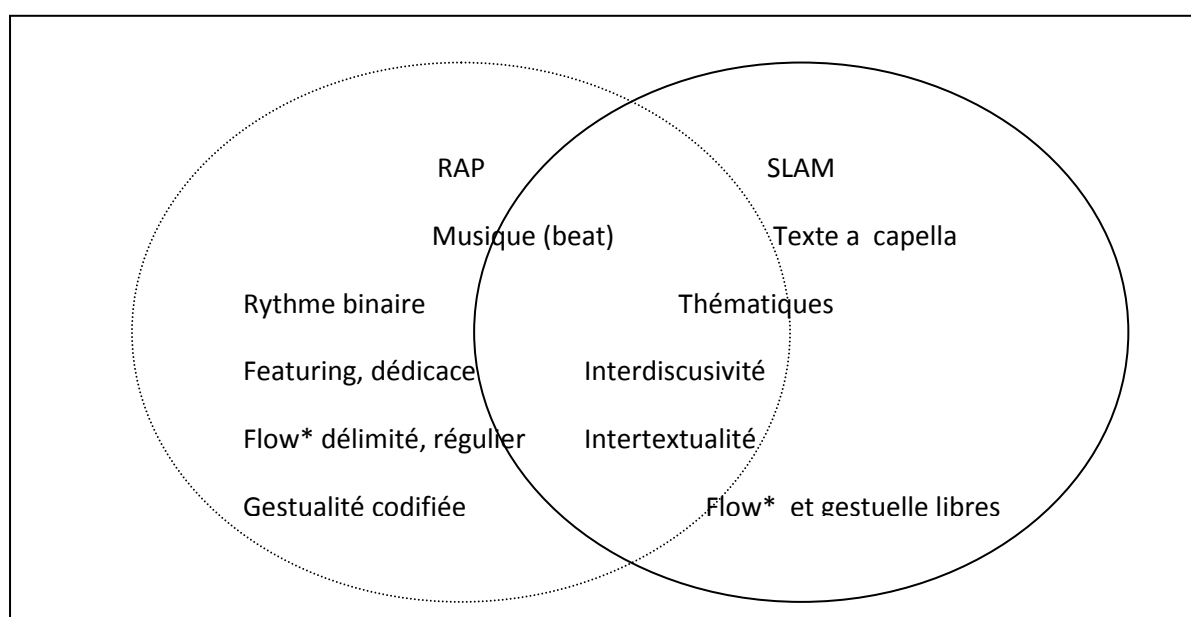 RAP SLAM
Musique (beat) Texte a capella
Rythme binaire Thématiques
Featuring, dédicace Interdiscusivité
Flow* délimité, régulier Intertextualité
Gestualité codifiée Flow* et gestuelle libres